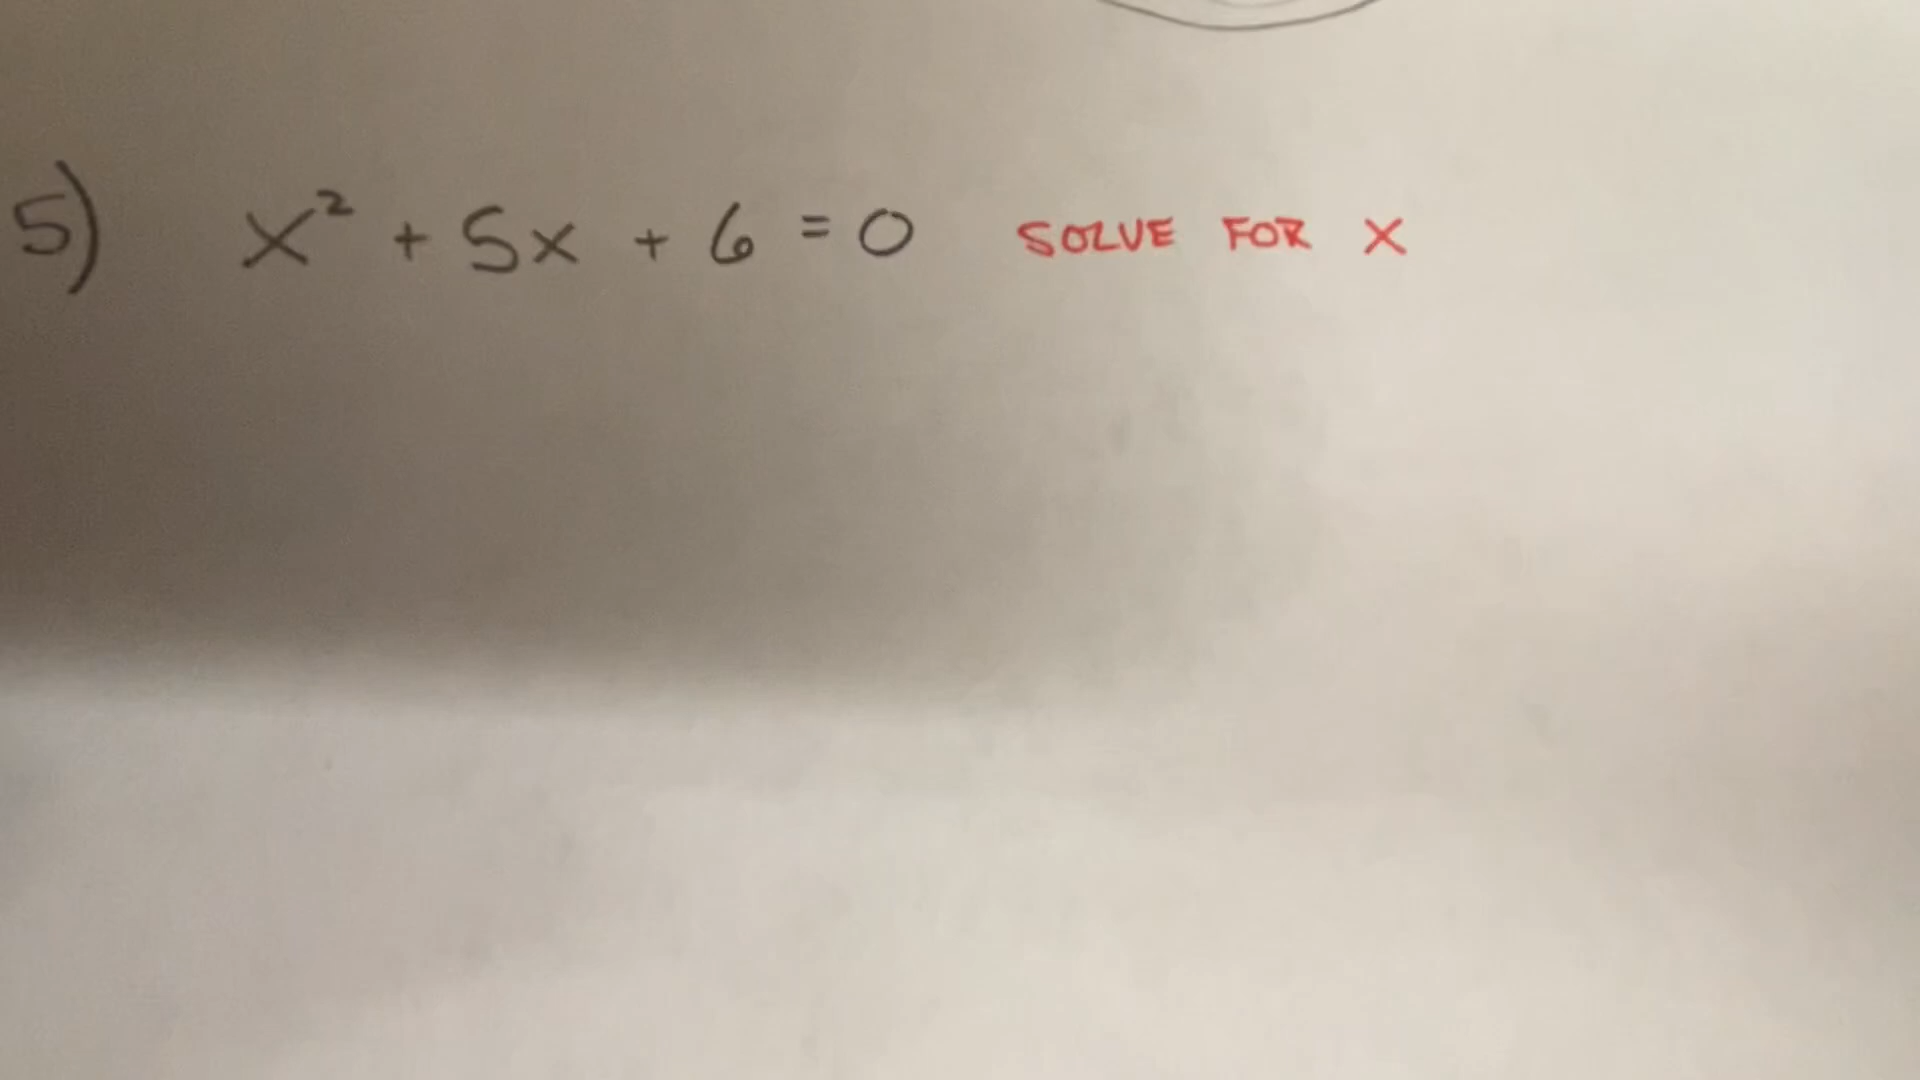 5) x² + 5x + 6 = 0 SOLVE FOR X